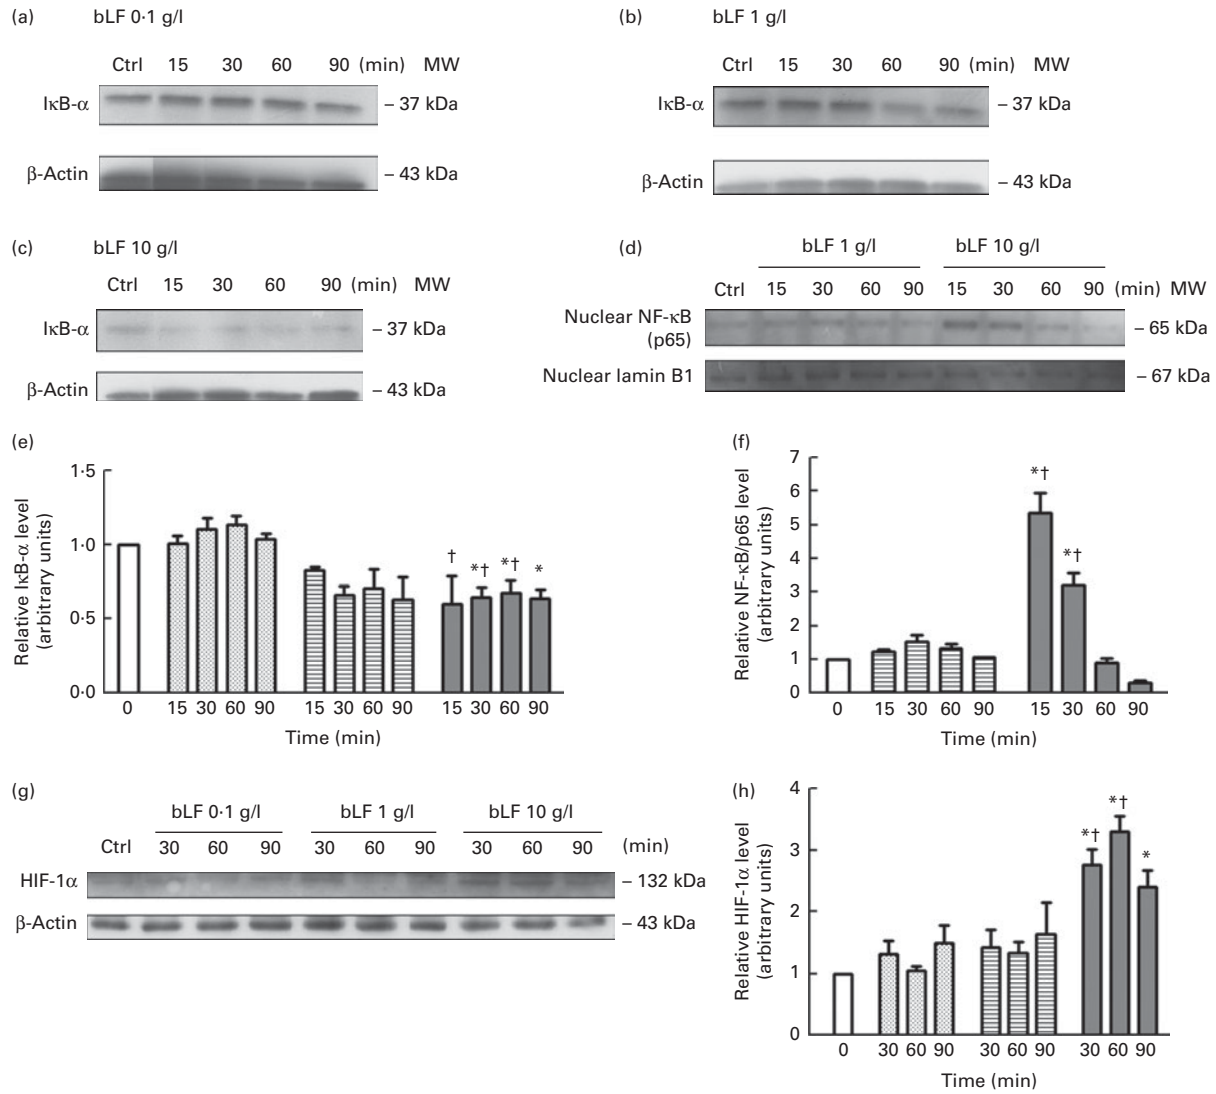 (a) bLF 0·1 g/l
Ctrl 15 30 60 90 (min) MW
IκB-α – 37 kDa
β-Actin – 43 kDa
(b) bLF 1 g/l
Ctrl 15 30 60 90 (min) MW
IκB-α – 37 kDa
β-Actin – 43 kDa
(c) bLF 10 g/l
Ctrl 15 30 60 90 (min) MW
IκB-α – 37 kDa
β-Actin – 43 kDa
(d) bLF 1 g/l bLF 10 g/l
Ctrl 15 30 60 90 15 30 60 90 (min) MW
Nuclear NF-κB
(p65) – 65 kDa
Nuclear lamin B1 – 67 kDa
(e)
Relative IκB-α level
(arbitrary units)
1·5
1·0
0·5
0·0
† *† *† *
0 15 30 60 90 15 30 60 90 15 30 60 90
Time (min)
(f)
Relative NF-κB/p65 level
(arbitrary units)
7
6
5
4
3
2
1
0
*†
*†
0 15 30 60 90 15 30 60 90
Time (min)
(g) bLF 0·1 g/l bLF 1 g/l bLF 10 g/l
Ctrl 30 60 90 30 60 90 30 60 90 (min)
HIF-1α – 132 kDa
β-Actin – 43 kDa
(h)
Relative HIF-1α level
(arbitrary units)
4
3
2
1
0
*† *† *
0 30 60 90 30 60 90 30 60 90
Time (min)